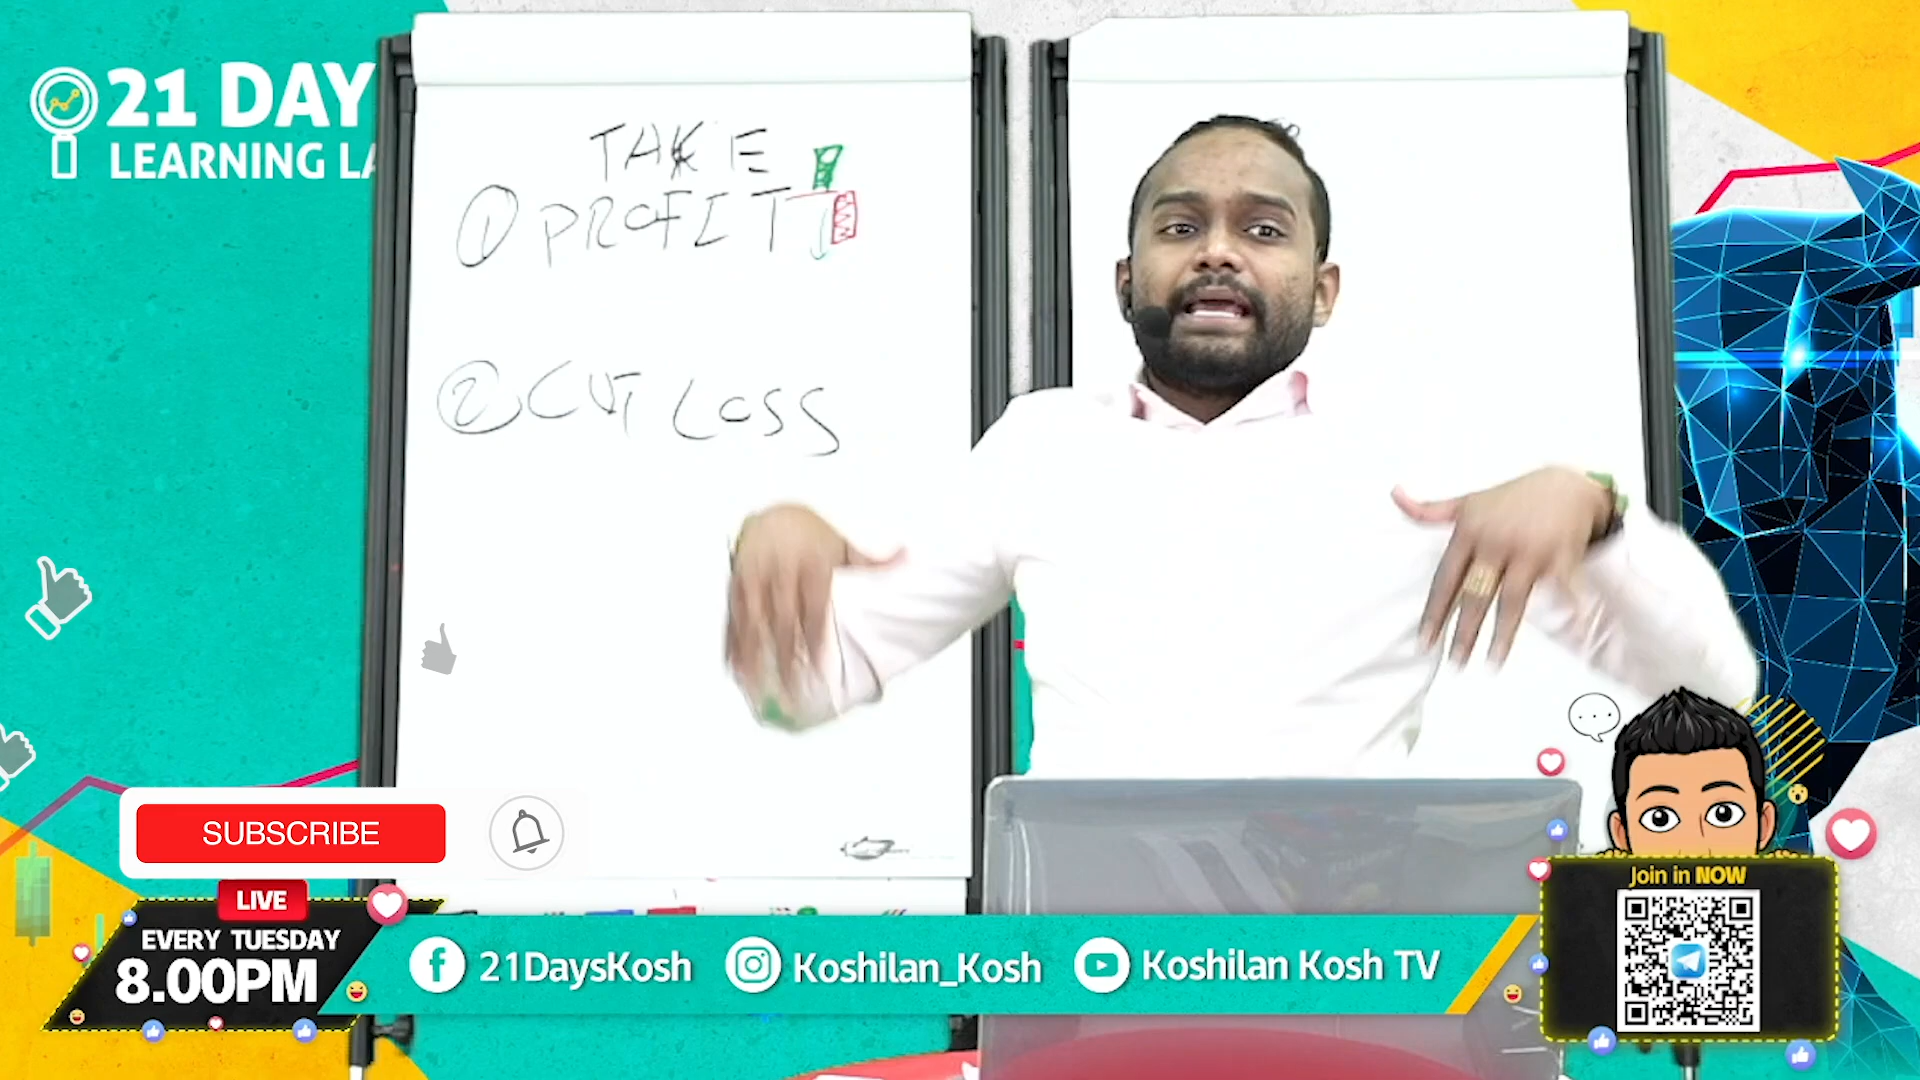 21 DAY
LEARNING LA
TAKE
① PROFIT
② CUT LOSS
SUBSCRIBE
LIVE
EVERY TUESDAY
8.00PM
21DaysKosh
Koshilan_Kosh
Koshilan Kosh TV
Join in NOW